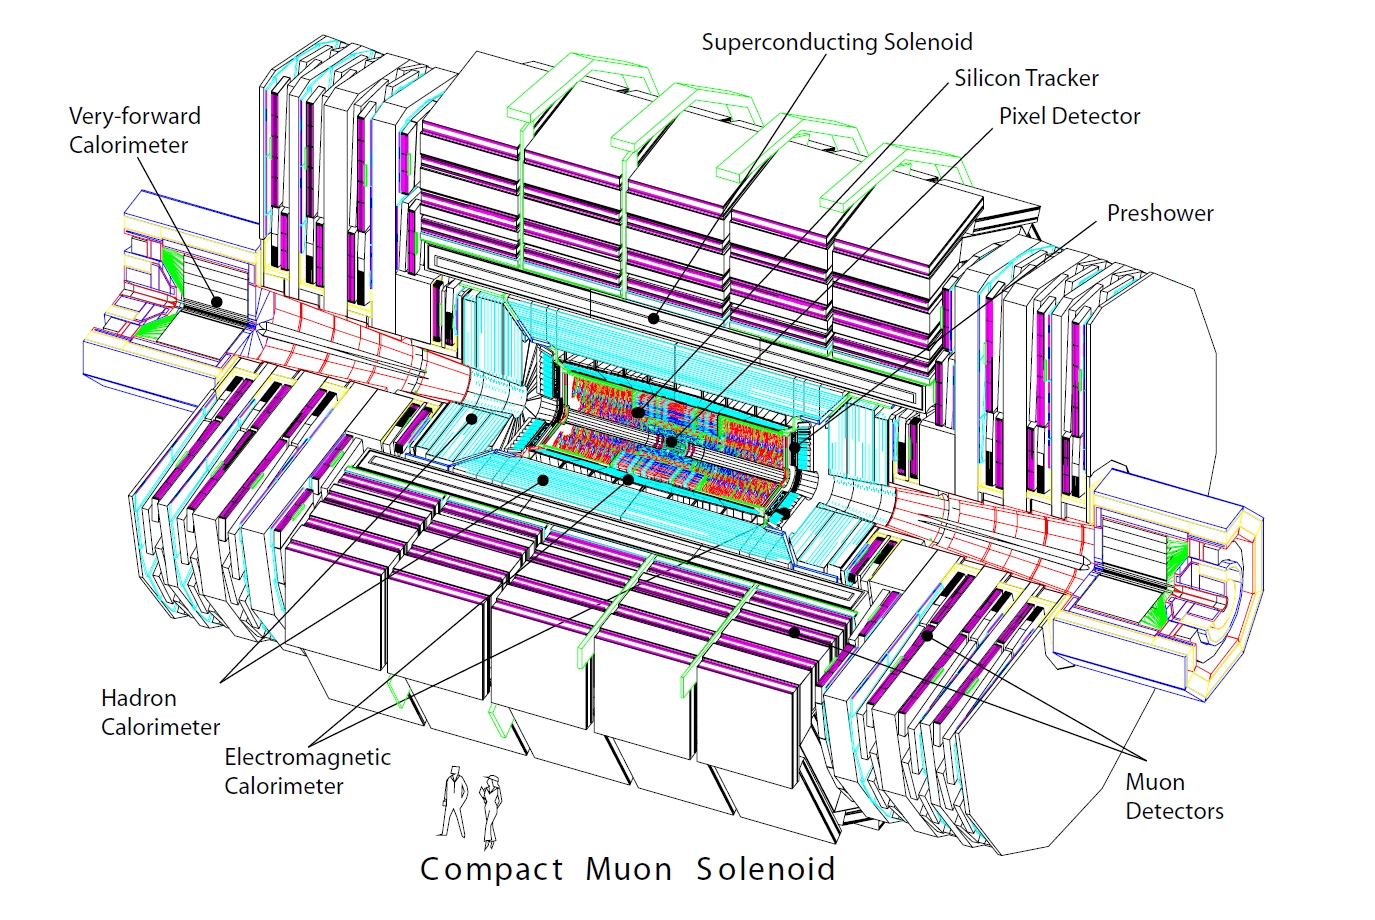 Superconducting Solenoid
Silicon Tracker
Pixel Detector
Very-forward
Calorimeter
Preshower
Hadron
Calorimeter
Electromagnetic
Calorimeter
Muon
Detectors
Compact Muon Solenoid